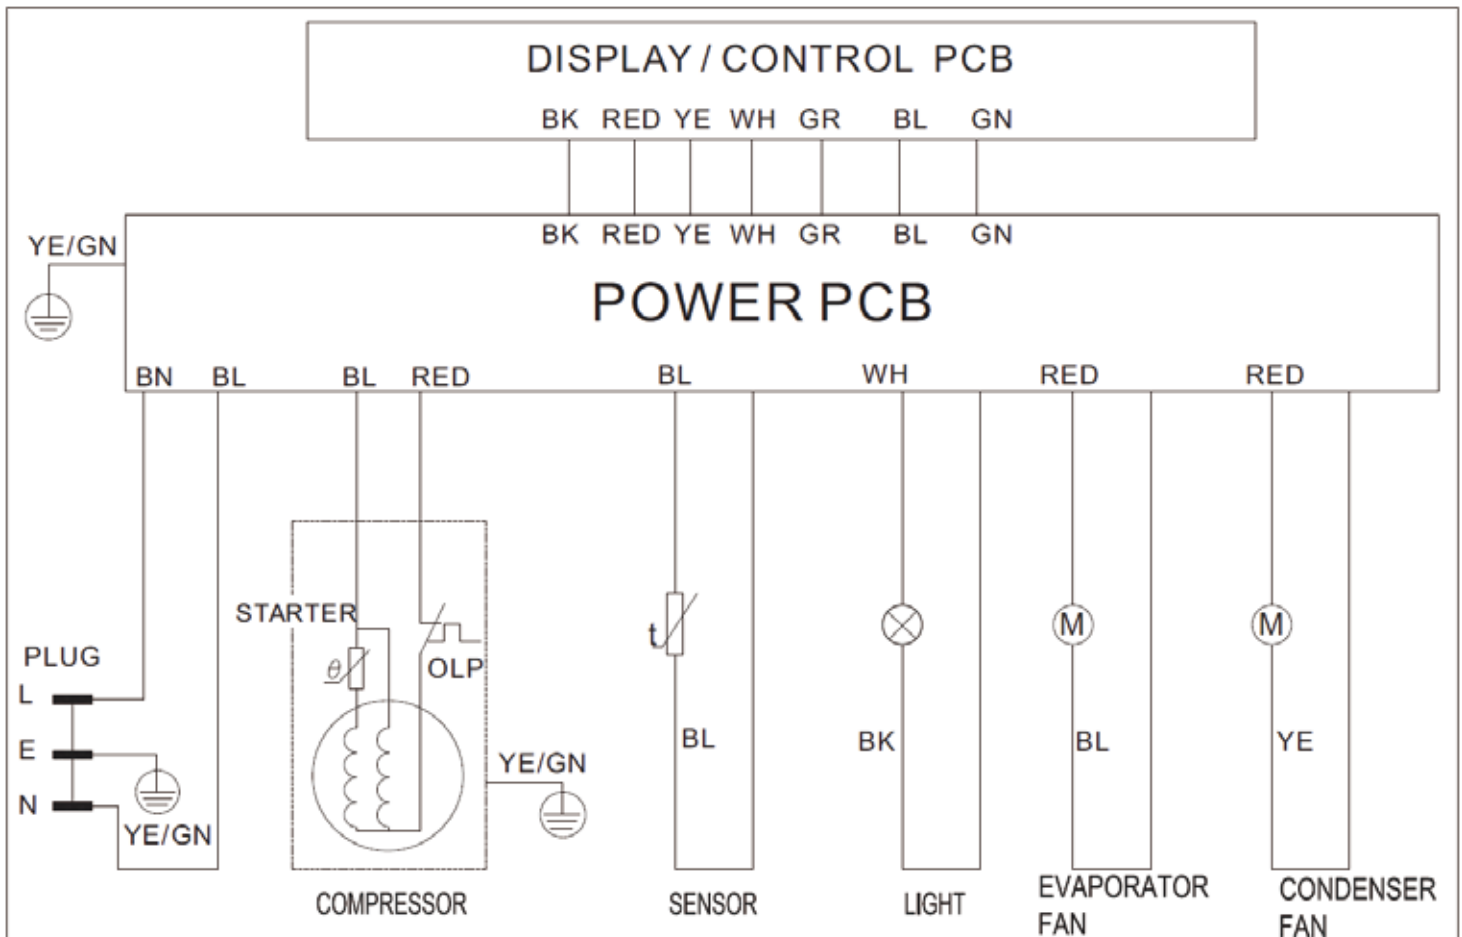 DISPLAY / CONTROL PCB
BK RED YE WH GR BL GN
BK RED YE WH GR BL GN
YE/GN
POWER PCB
BN BL BL RED BL WH RED RED
STARTER
θ
OLP
t
M
M
PLUG
L
E
N
YE/GN
YE/GN
BL
BK
BL
YE
COMPRESSOR
SENSOR
LIGHT
EVAPORATOR
FAN
CONDENSER
FAN